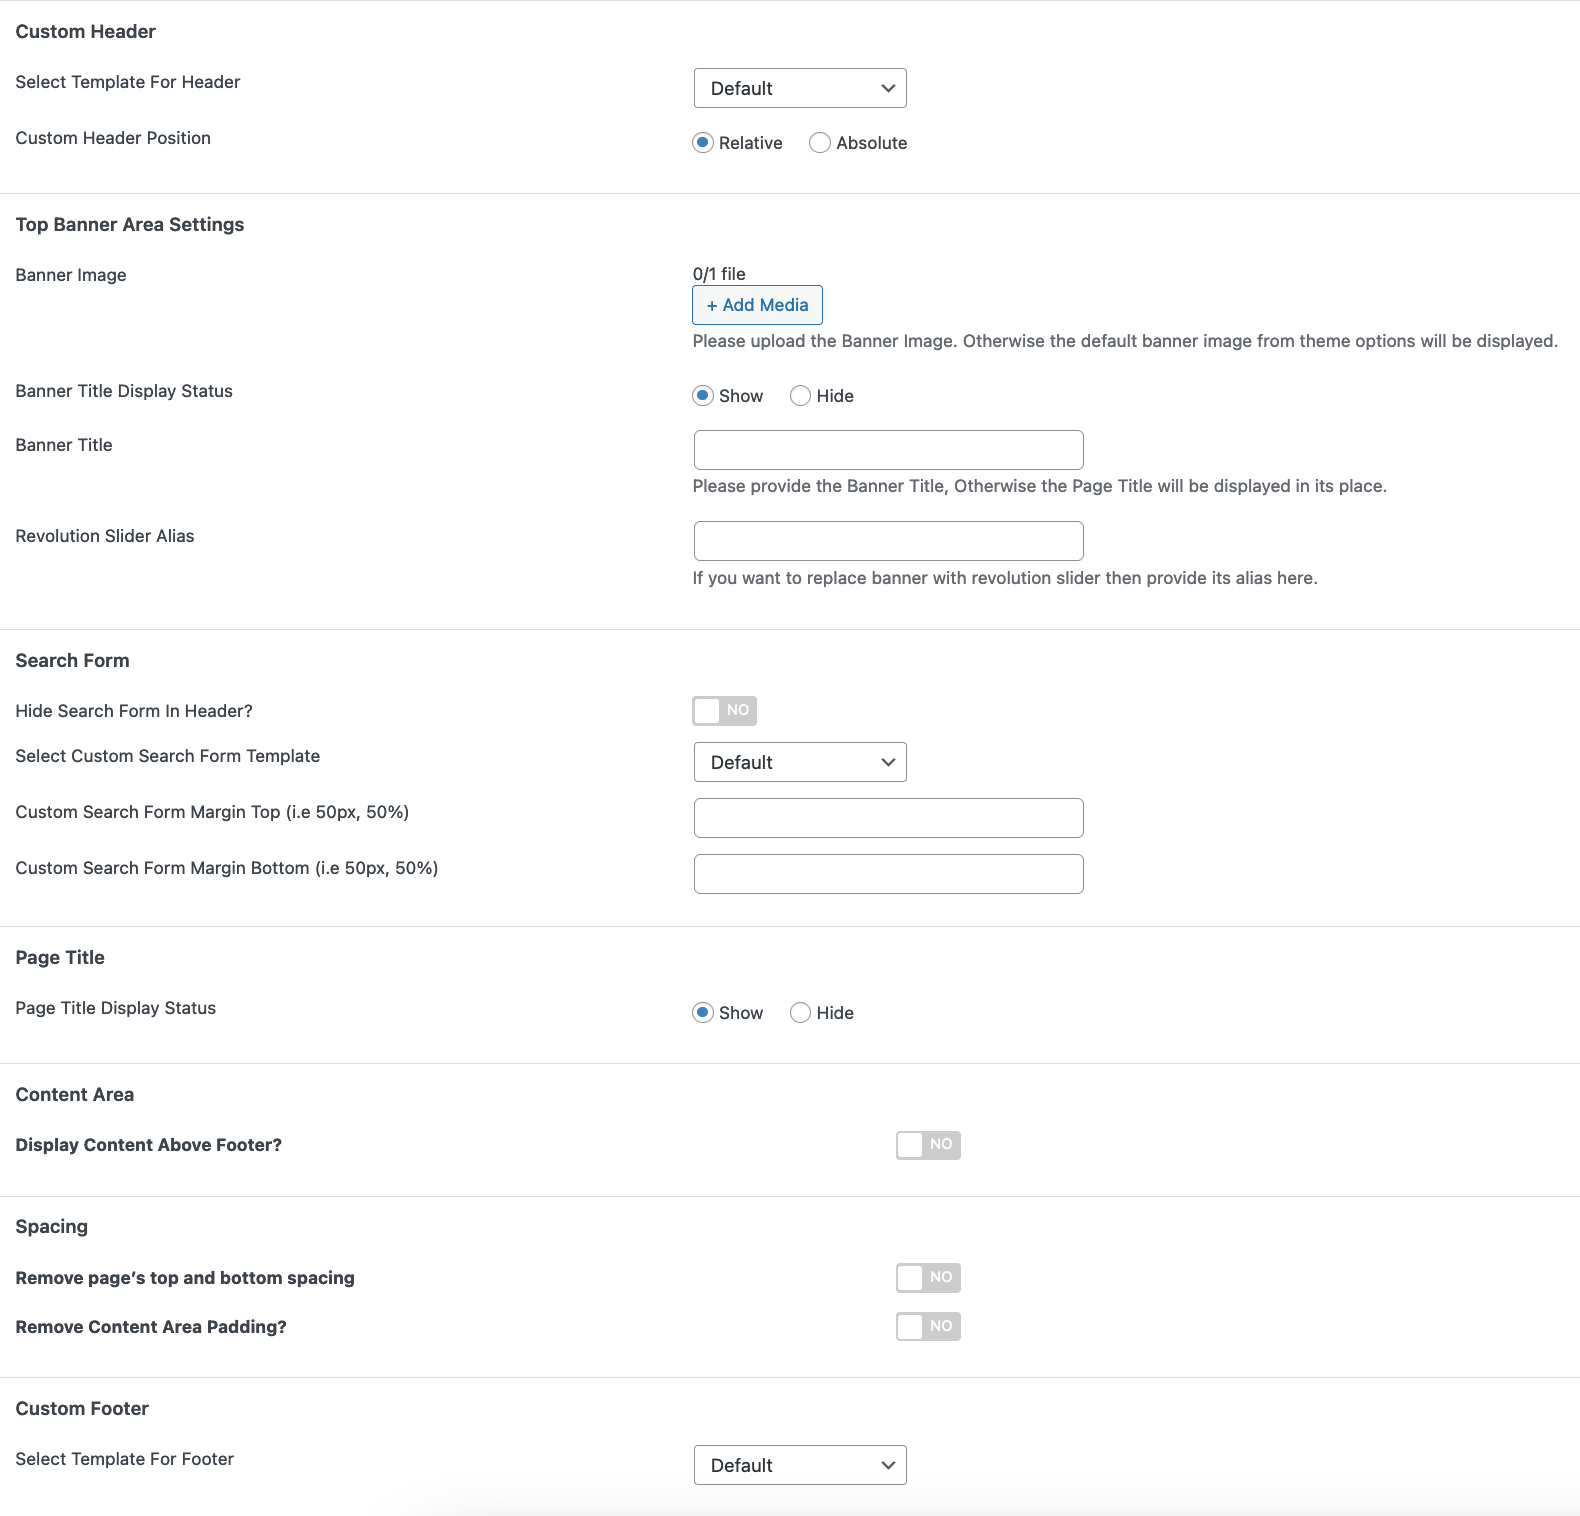 Custom Header
Select Template For Header
Default
Custom Header Position
Relative Absolute
Top Banner Area Settings
Banner Image
0/1 file
+ Add Media
Please upload the Banner Image. Otherwise the default banner image from theme options will be displayed.
Banner Title Display Status
Show Hide
Banner Title
Please provide the Banner Title, Otherwise the Page Title will be displayed in its place.
Revolution Slider Alias
If you want to replace banner with revolution slider then provide its alias here.
Search Form
Hide Search Form In Header?
NO
Select Custom Search Form Template
Default
Custom Search Form Margin Top (i.e 50px, 50%)
Custom Search Form Margin Bottom (i.e 50px, 50%)
Page Title
Page Title Display Status
Show Hide
Content Area
Display Content Above Footer?
NO
Spacing
Remove page’s top and bottom spacing
NO
Remove Content Area Padding?
NO
Custom Footer
Select Template For Footer
Default